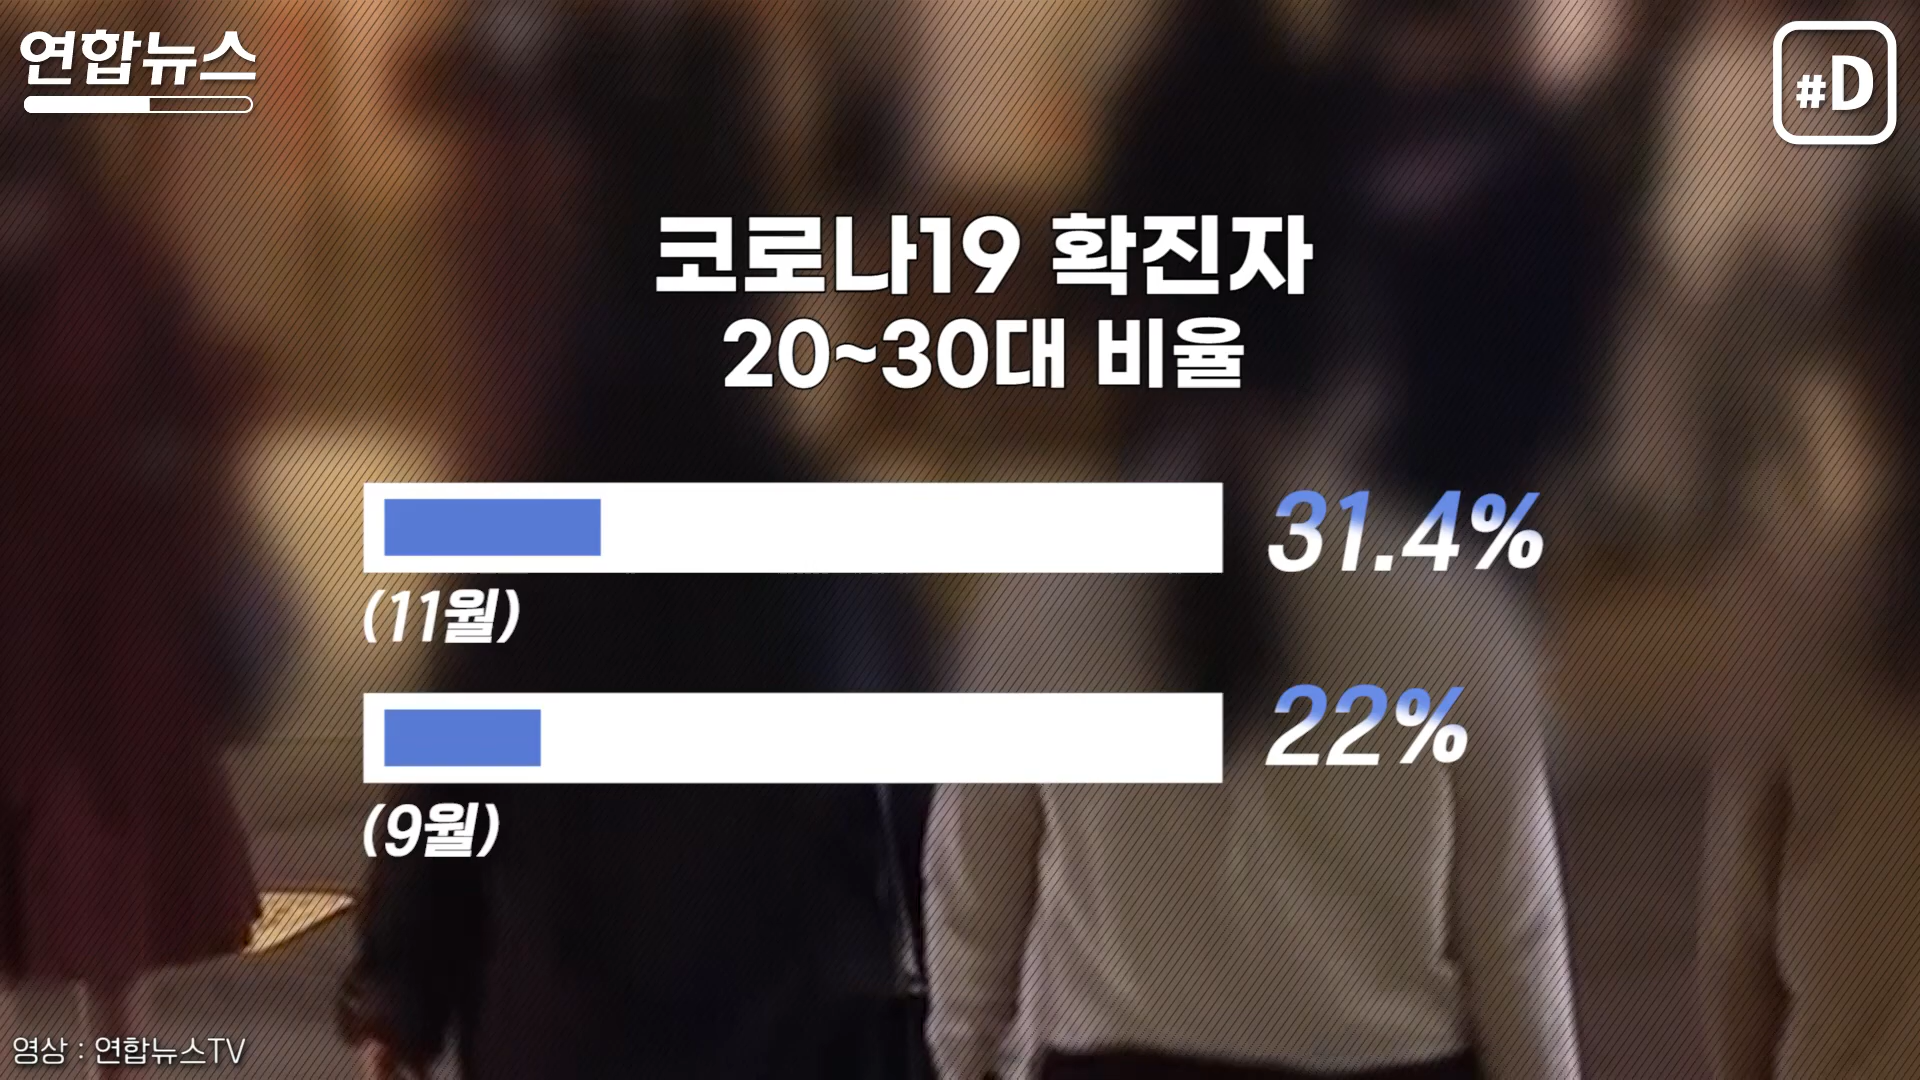 연합뉴스
#D
코로나19 확진자
20~30대 비율
31.4%
(11월)
22%
(9월)
영상 : 연합뉴스TV